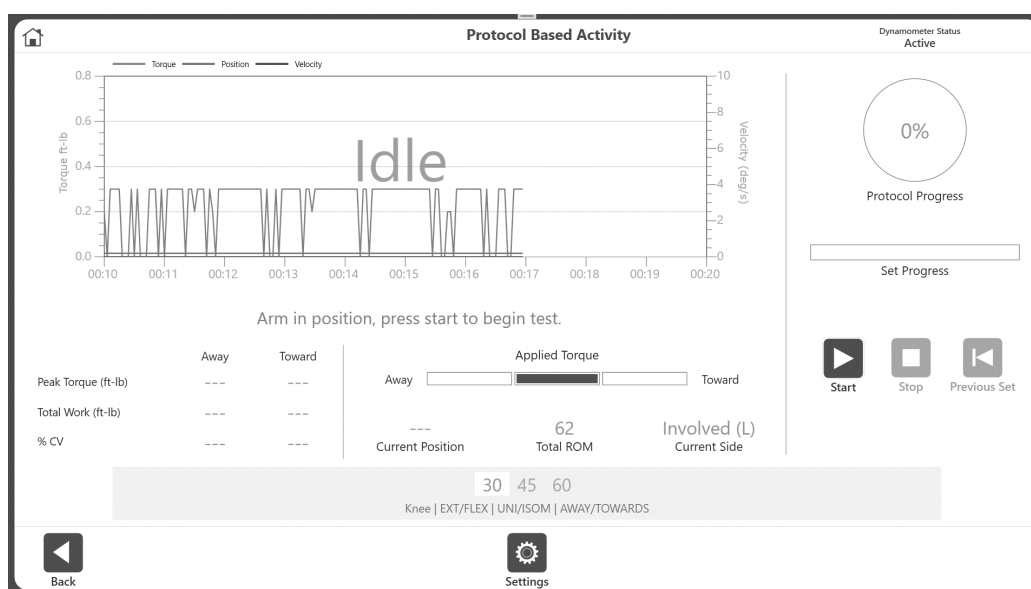 Protocol Based Activity
Dynamometer Status
Active
Torque Position Velocity
0.8 10
8
0.6
6
0.4
4
0.2
2
0.0 0
Torque ft-lb
Velocity (deg/s)
Idle
00:10 00:11 00:12 00:13 00:14 00:15 00:16 00:17 00:18 00:19 00:20
0%
Protocol Progress
Set Progress
Arm in position, press start to begin test.
Away Toward
Peak Torque (ft-lb) --- ---
Total Work (ft-lb) --- ---
% CV --- ---
Applied Torque
Away Toward
--- 62 Involved (L)
Current Position Total ROM Current Side
Start Stop Previous Set
30 45 60
Knee | EXT/FLEX | UNI/ISOM | AWAY/TOWARDS
Back Settings